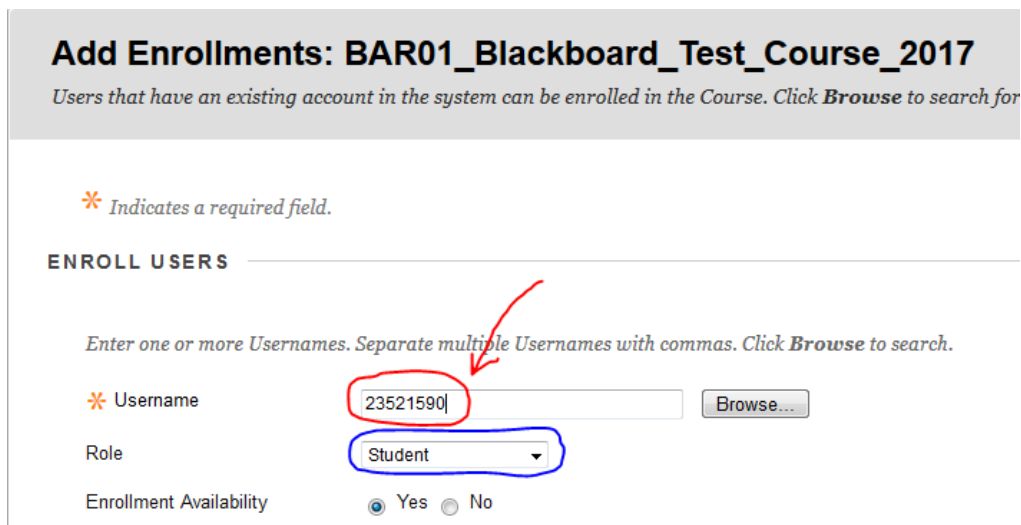 Add Enrollments: BAR01_Blackboard_Test_Course_2017
Users that have an existing account in the system can be enrolled in the Course. Click Browse to search for
* Indicates a required field.
ENROLL USERS
Enter one or more Usernames. Separate multiple Usernames with commas. Click Browse to search.
* Username 23521590 Browse...
Role Student
Enrollment Availability Yes No